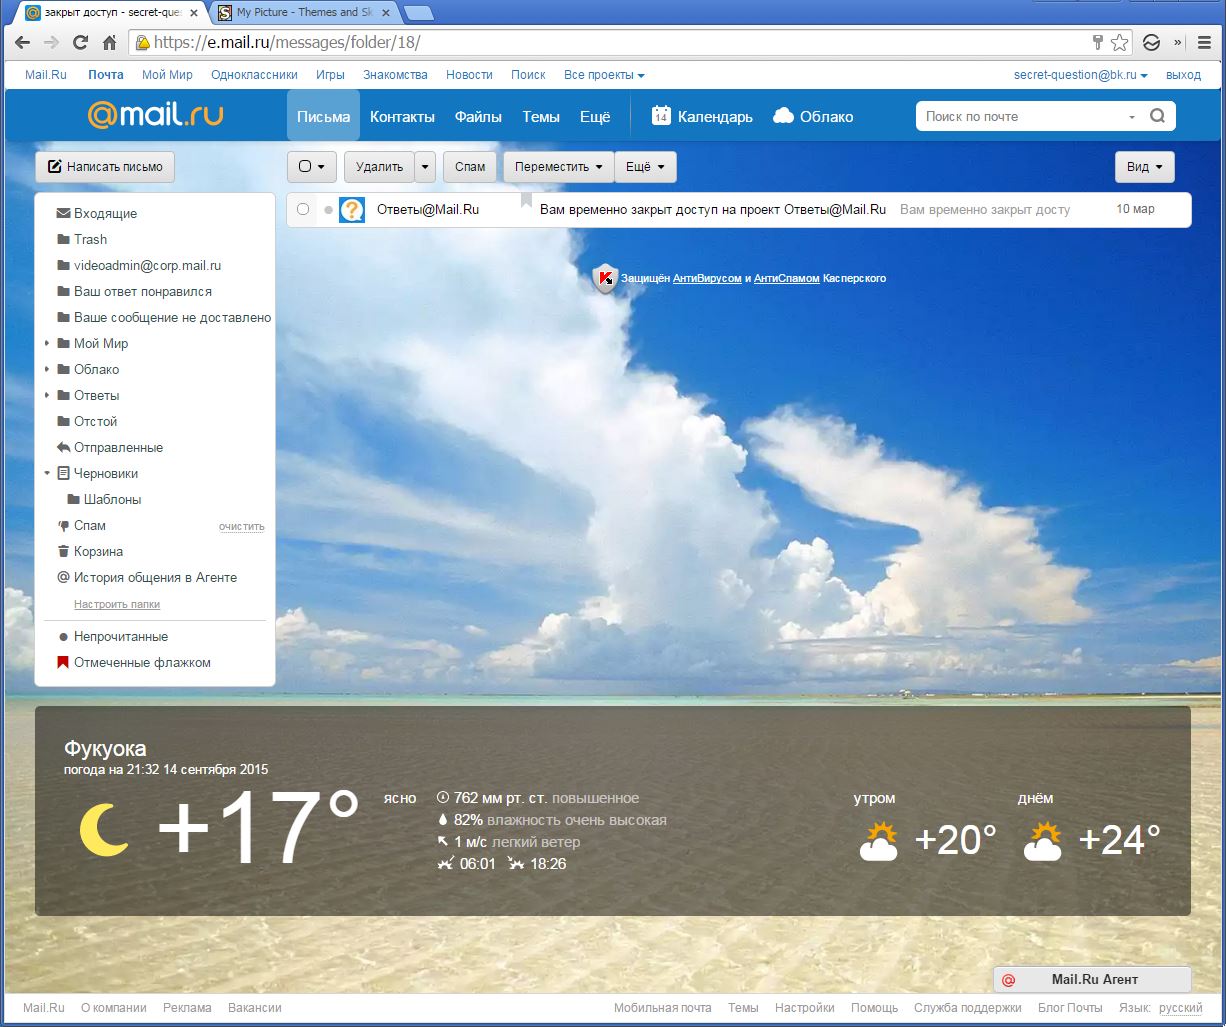 закрыт доступ - secret-que
My Picture - Themes and Sk
https://e.mail.ru/messages/folder/18/
Mail.Ru Почта Мой Мир Одноклассники Игры Знакомства Новости Поиск Все проекты secret-question@bk.ru выход
@mail.ru Письма Контакты Файлы Темы Ещё 14 Календарь Облако Поиск по почте
Написать письмо Удалить Спам Переместить Ещё Вид
Ответы@Mail.Ru Вам временно закрыт доступ на проект Ответы@Mail.Ru Вам временно закрыт досту 10 мар
Защищён АнтиВирусом и АнтиСпамом Касперского
Входящие
Trash
videoadmin@corp.mail.ru
Ваш ответ понравился
Ваше сообщение не доставлено
Мой Мир
Облако
Ответы
Отстой
Отправленные
Черновики
Шаблоны
Спам очистить
Корзина
История общения в Агенте
Настроить папки
Непрочитанные
Отмеченные флажком
Фукуока
погода на 21:32 14 сентября 2015
+17° ясно
762 мм рт. ст. повышенное
82% влажность очень высокая
1 м/с легкий ветер
06:01 18:26
утром
+20°
днём
+24°
Mail.Ru Агент
Mail.Ru О компании Реклама Вакансии Мобильная почта Темы Настройки Помощь Служба поддержки Блог Почты Язык: русский